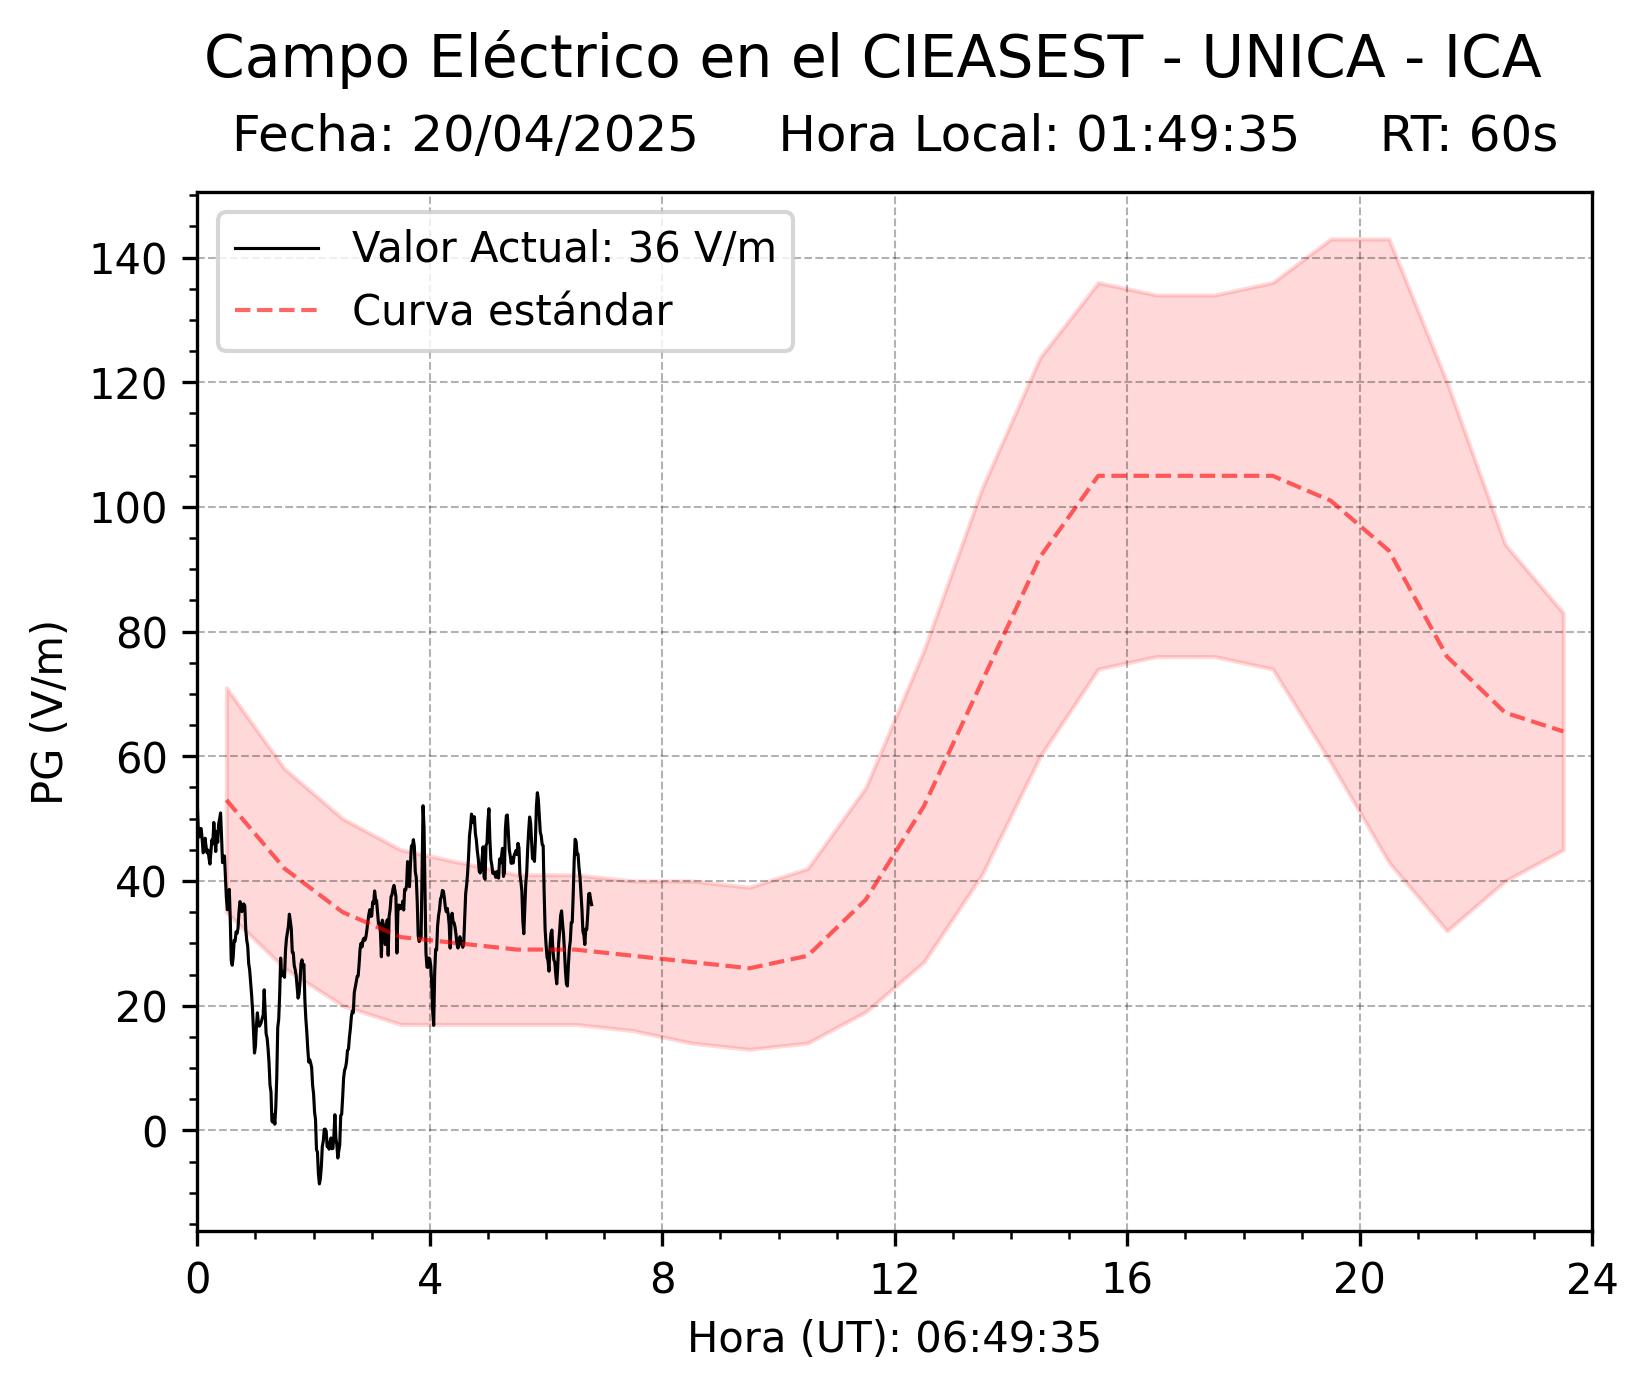 Campo Eléctrico en el CIEASEST - UNICA - ICA
Fecha: 20/04/2025 Hora Local: 01:49:35 RT: 60s
Valor Actual: 36 V/m
Curva estándar
140
120
100
80
60
40
20
0
PG (V/m)
0 4 8 12 16 20 24
Hora (UT): 06:49:35